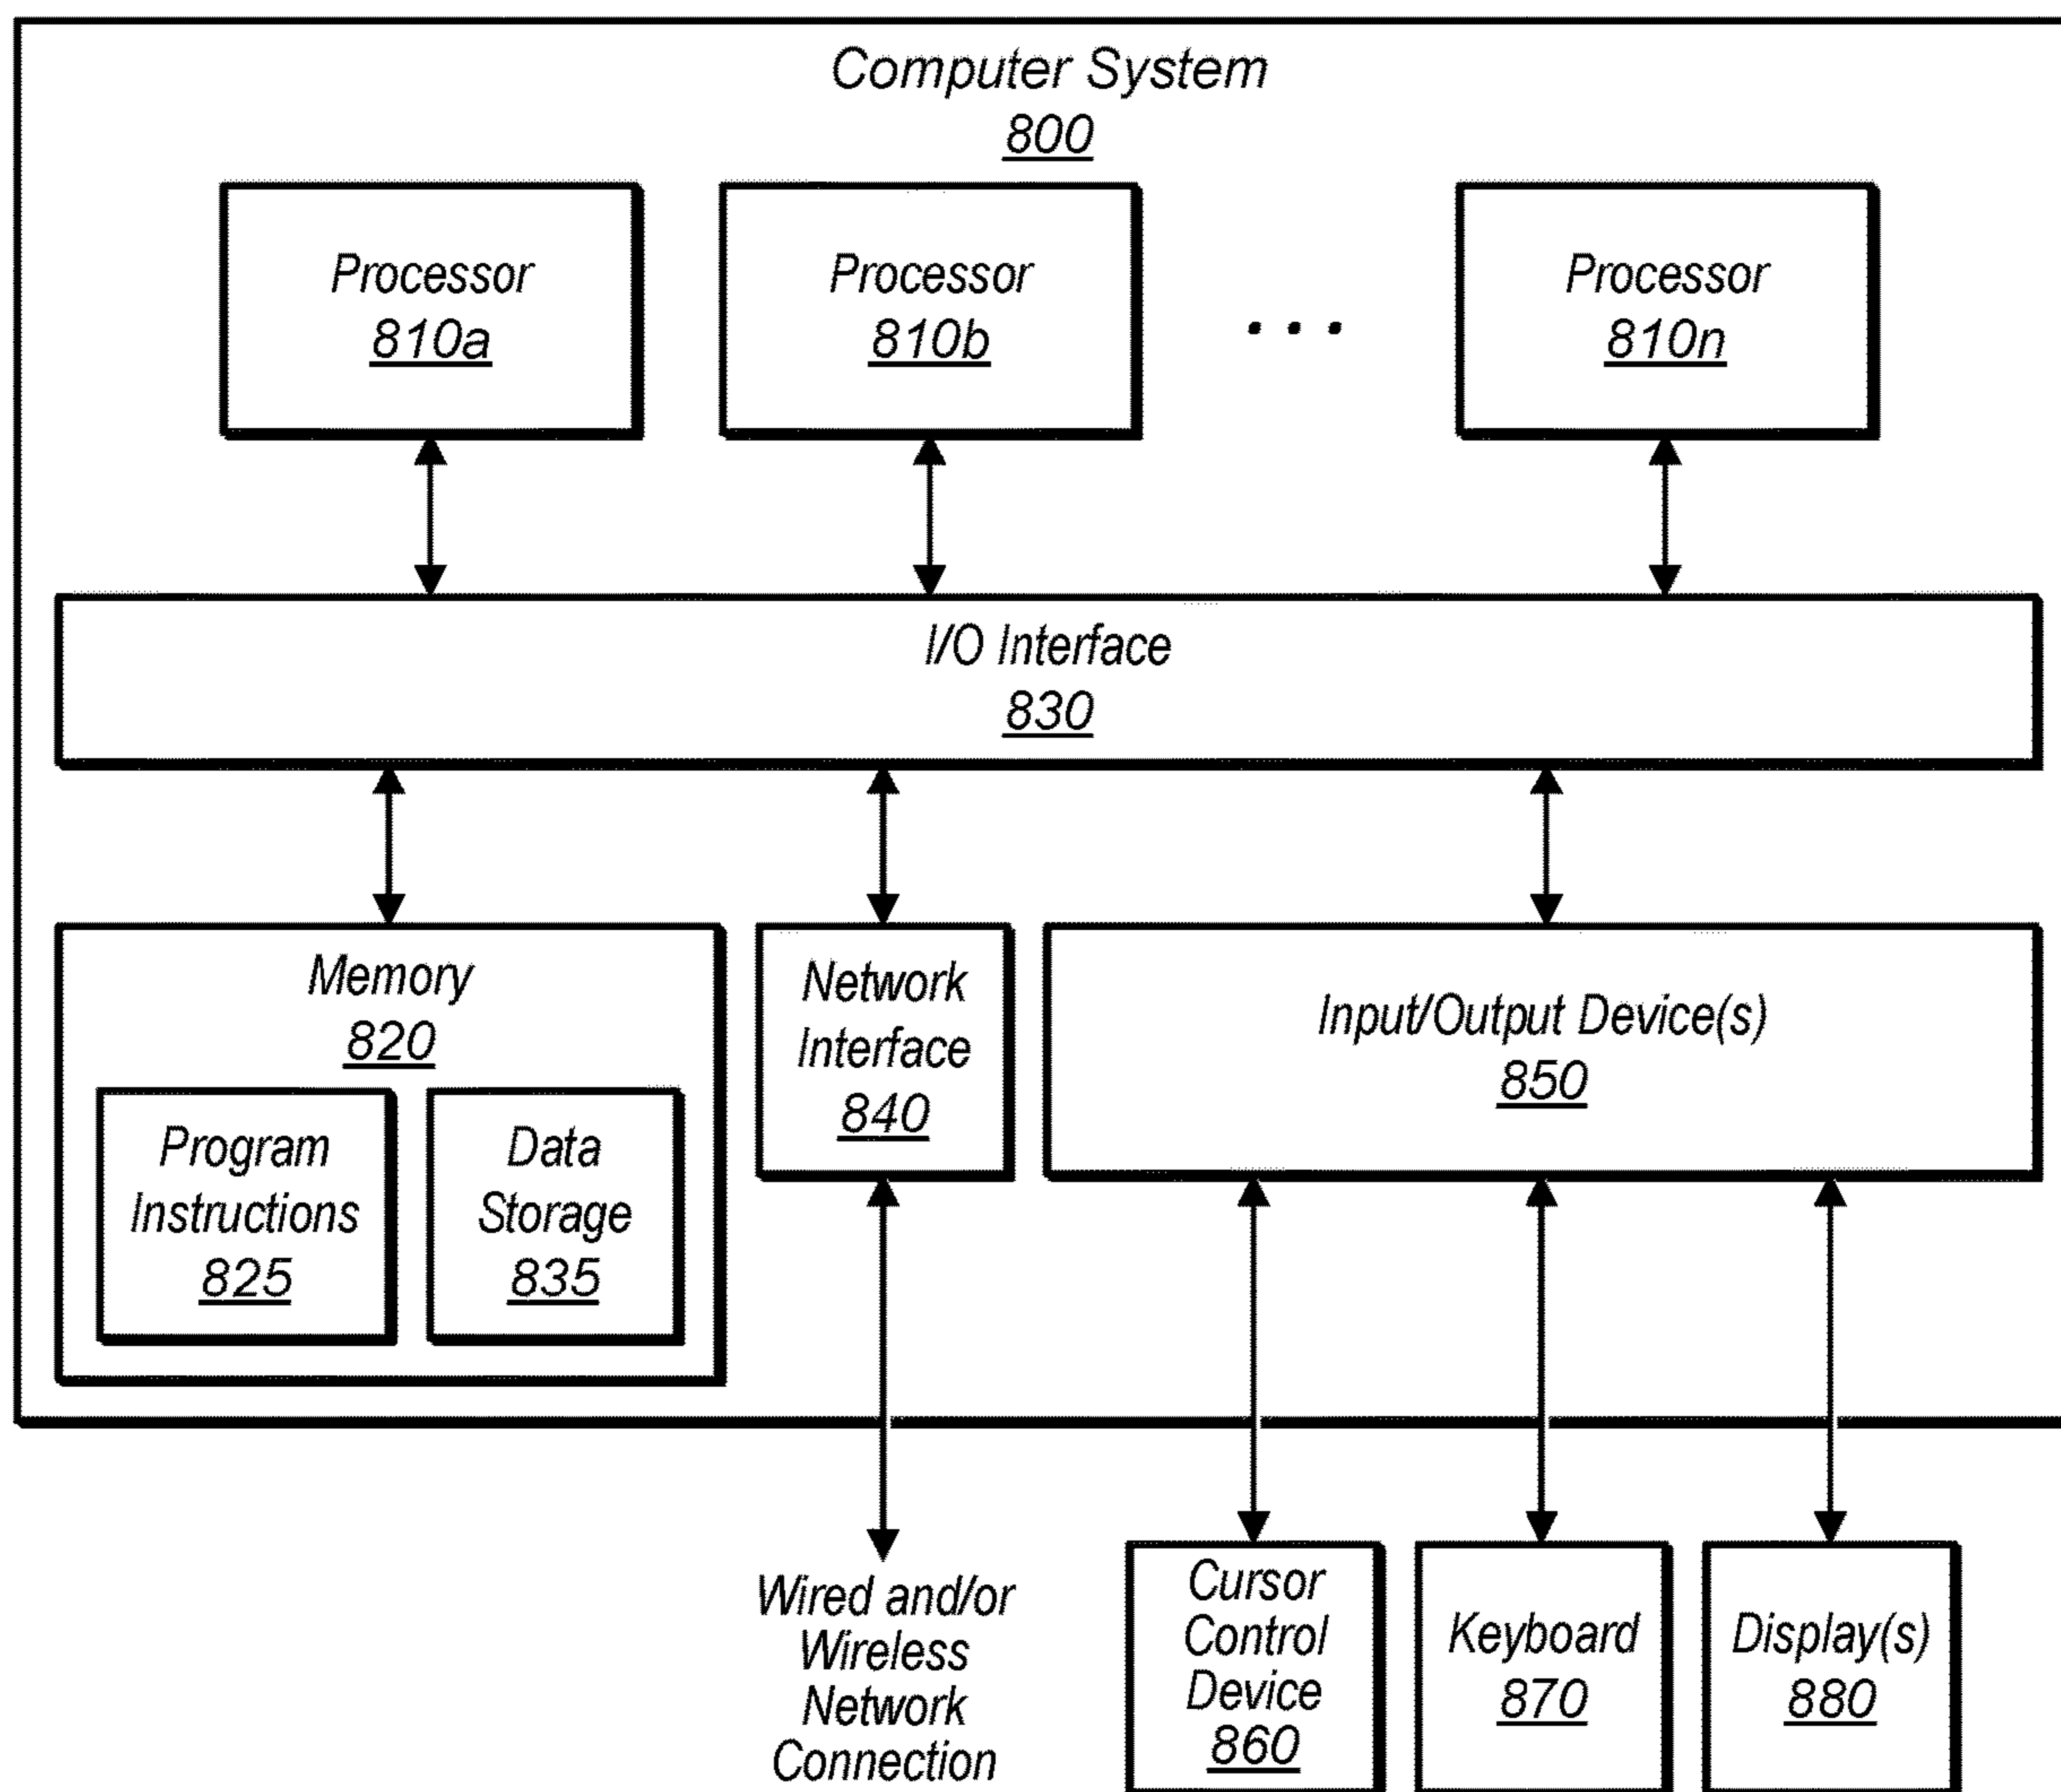 Computer System
800
Processor
810a
Processor
810b
...
Processor
810n
I/O Interface
830
Memory
820
Program
Instructions
825
Data
Storage
835
Network
Interface
840
Input/Output Device(s)
850
Wired and/or
Wireless
Network
Connection
Cursor
Control
Device
860
Keyboard
870
Display(s)
880